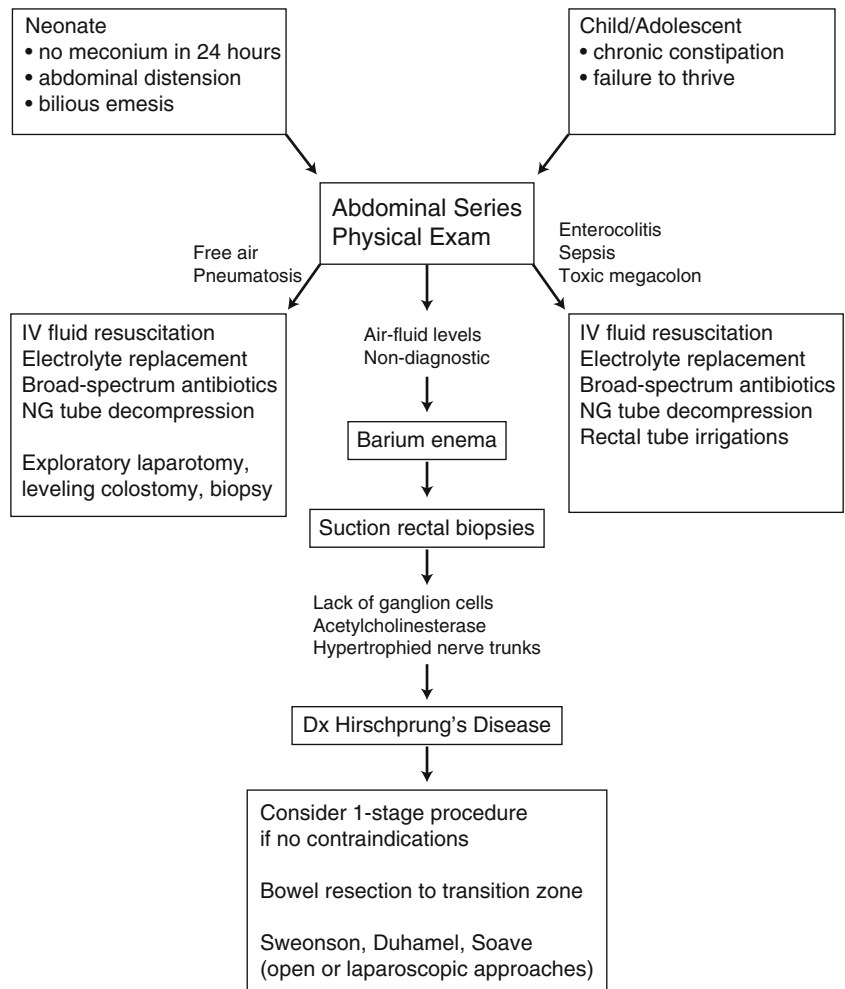 Neonate
• no meconium in 24 hours
• abdominal distension
• bilious emesis
Child/Adolescent
• chronic constipation
• failure to thrive
Abdominal Series
Physical Exam
Free air
Pneumatosis
Enterocolitis
Sepsis
Toxic megacolon
IV fluid resuscitation
Electrolyte replacement
Broad-spectrum antibiotics
NG tube decompression
Exploratory laparotomy,
leveling colostomy, biopsy
Air-fluid levels
Non-diagnostic
IV fluid resuscitation
Electrolyte replacement
Broad-spectrum antibiotics
NG tube decompression
Rectal tube irrigations
Barium enema
Suction rectal biopsies
Lack of ganglion cells
Acetylcholinesterase
Hypertrophied nerve trunks
Dx Hirschprung's Disease
Consider 1-stage procedure
if no contraindications
Bowel resection to transition zone
Sweonson, Duhamel, Soave
(open or laparoscopic approaches)